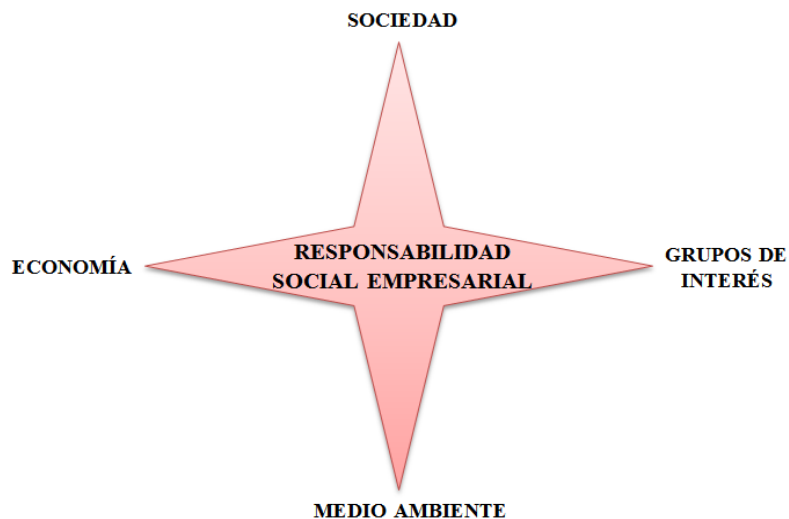 SOCIEDAD
ECONOMÍA
RESPONSABILIDAD
SOCIAL EMPRESARIAL
GRUPOS DE
INTERÉS
MEDIO AMBIENTE